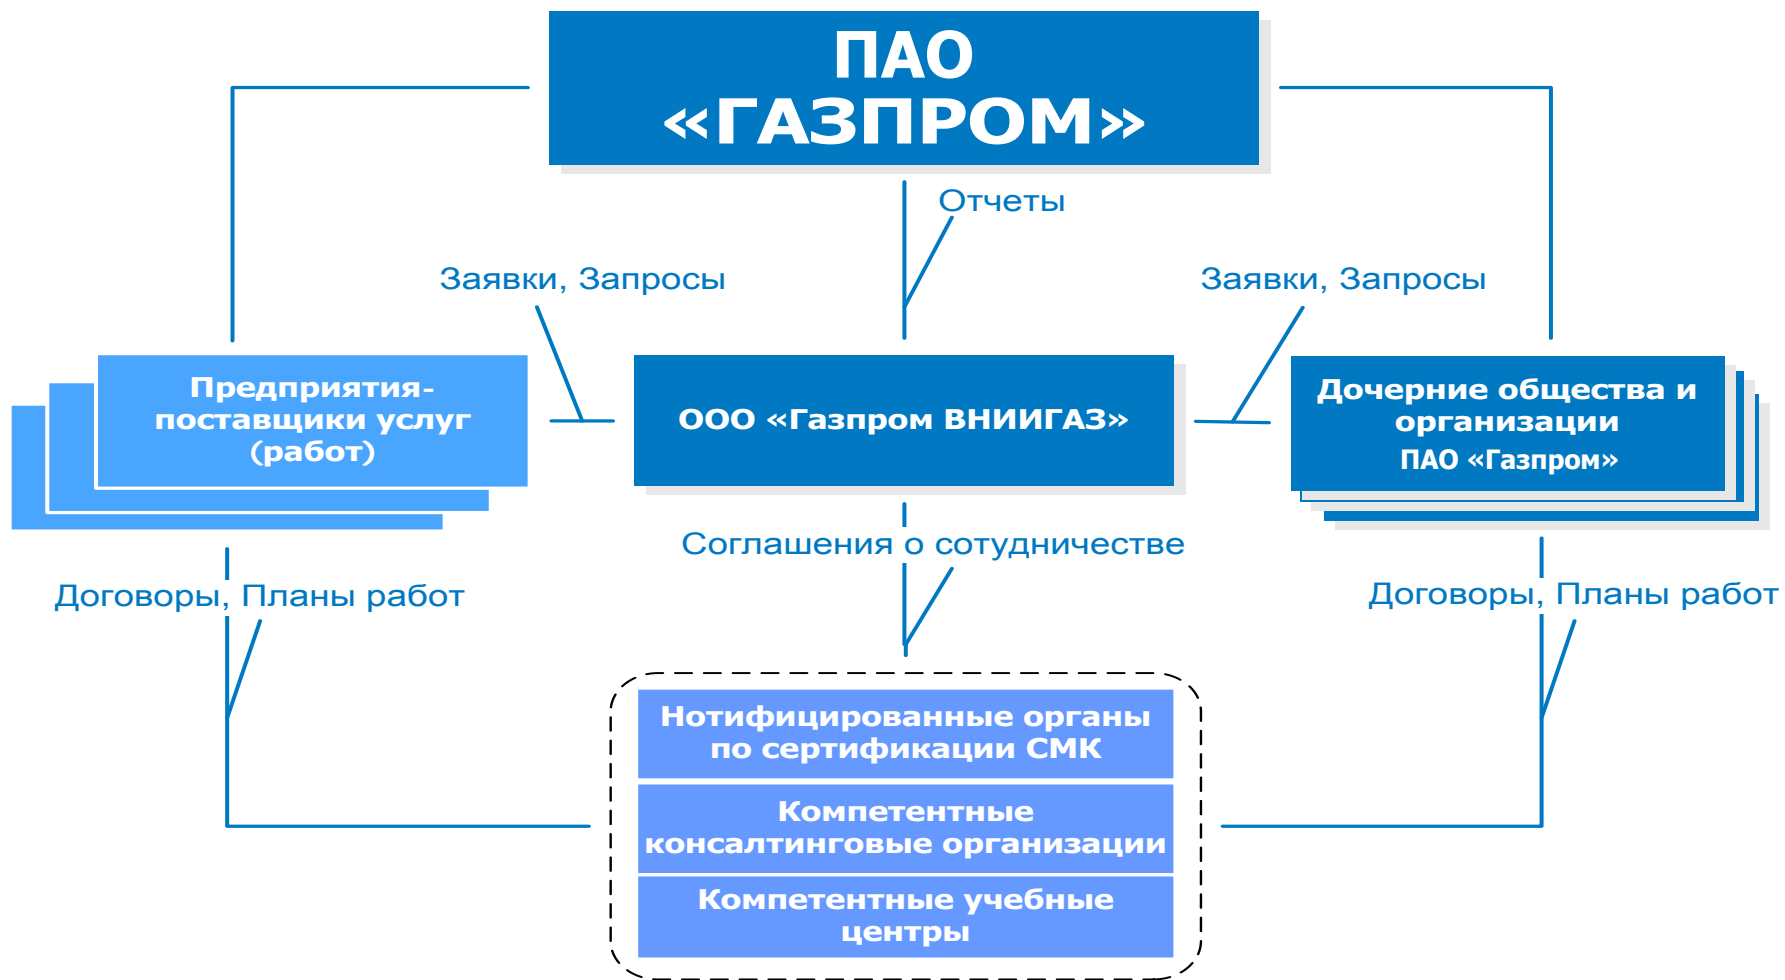 ПАО
«ГАЗПРОМ»
Отчеты
Заявки, Запросы
Заявки, Запросы
Предприятия-
поставщики услуг
(работ)
ООО «Газпром ВНИИГАЗ»
Дочерние общества и
организации
ПАО «Газпром»
Соглашения о сотудничестве
Договоры, Планы работ
Договоры, Планы работ
Нотифицированные органы
по сертификации СМК
Компетентные
консалтинговые организации
Компетентные учебные
центры